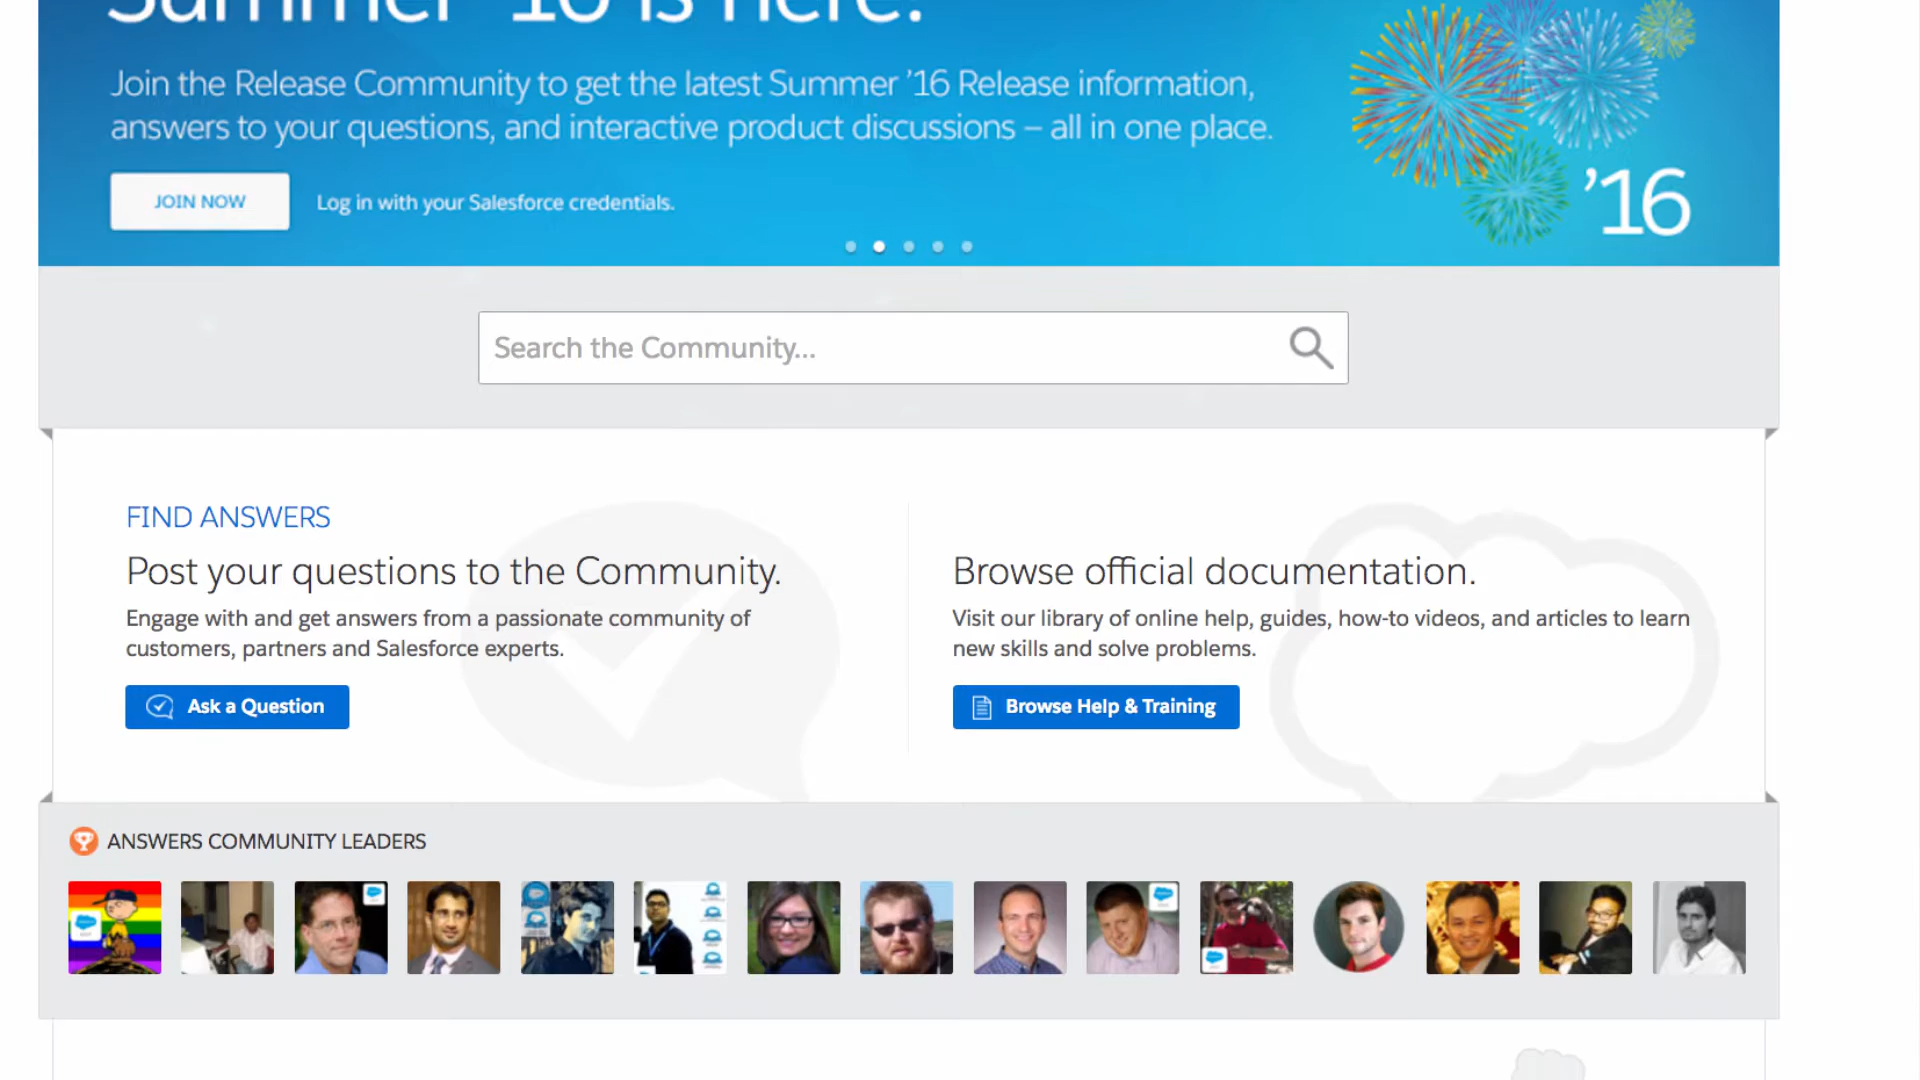 Summer '16 is here!
Join the Release Community to get the latest Summer ’16 Release information,
answers to your questions, and interactive product discussions – all in one place.
JOIN NOW
Log in with your Salesforce credentials.
’16
Search the Community...
FIND ANSWERS
Post your questions to the Community.
Engage with and get answers from a passionate community of
customers, partners and Salesforce experts.
Ask a Question
Browse official documentation.
Visit our library of online help, guides, how-to videos, and articles to learn
new skills and solve problems.
Browse Help & Training
ANSWERS COMMUNITY LEADERS